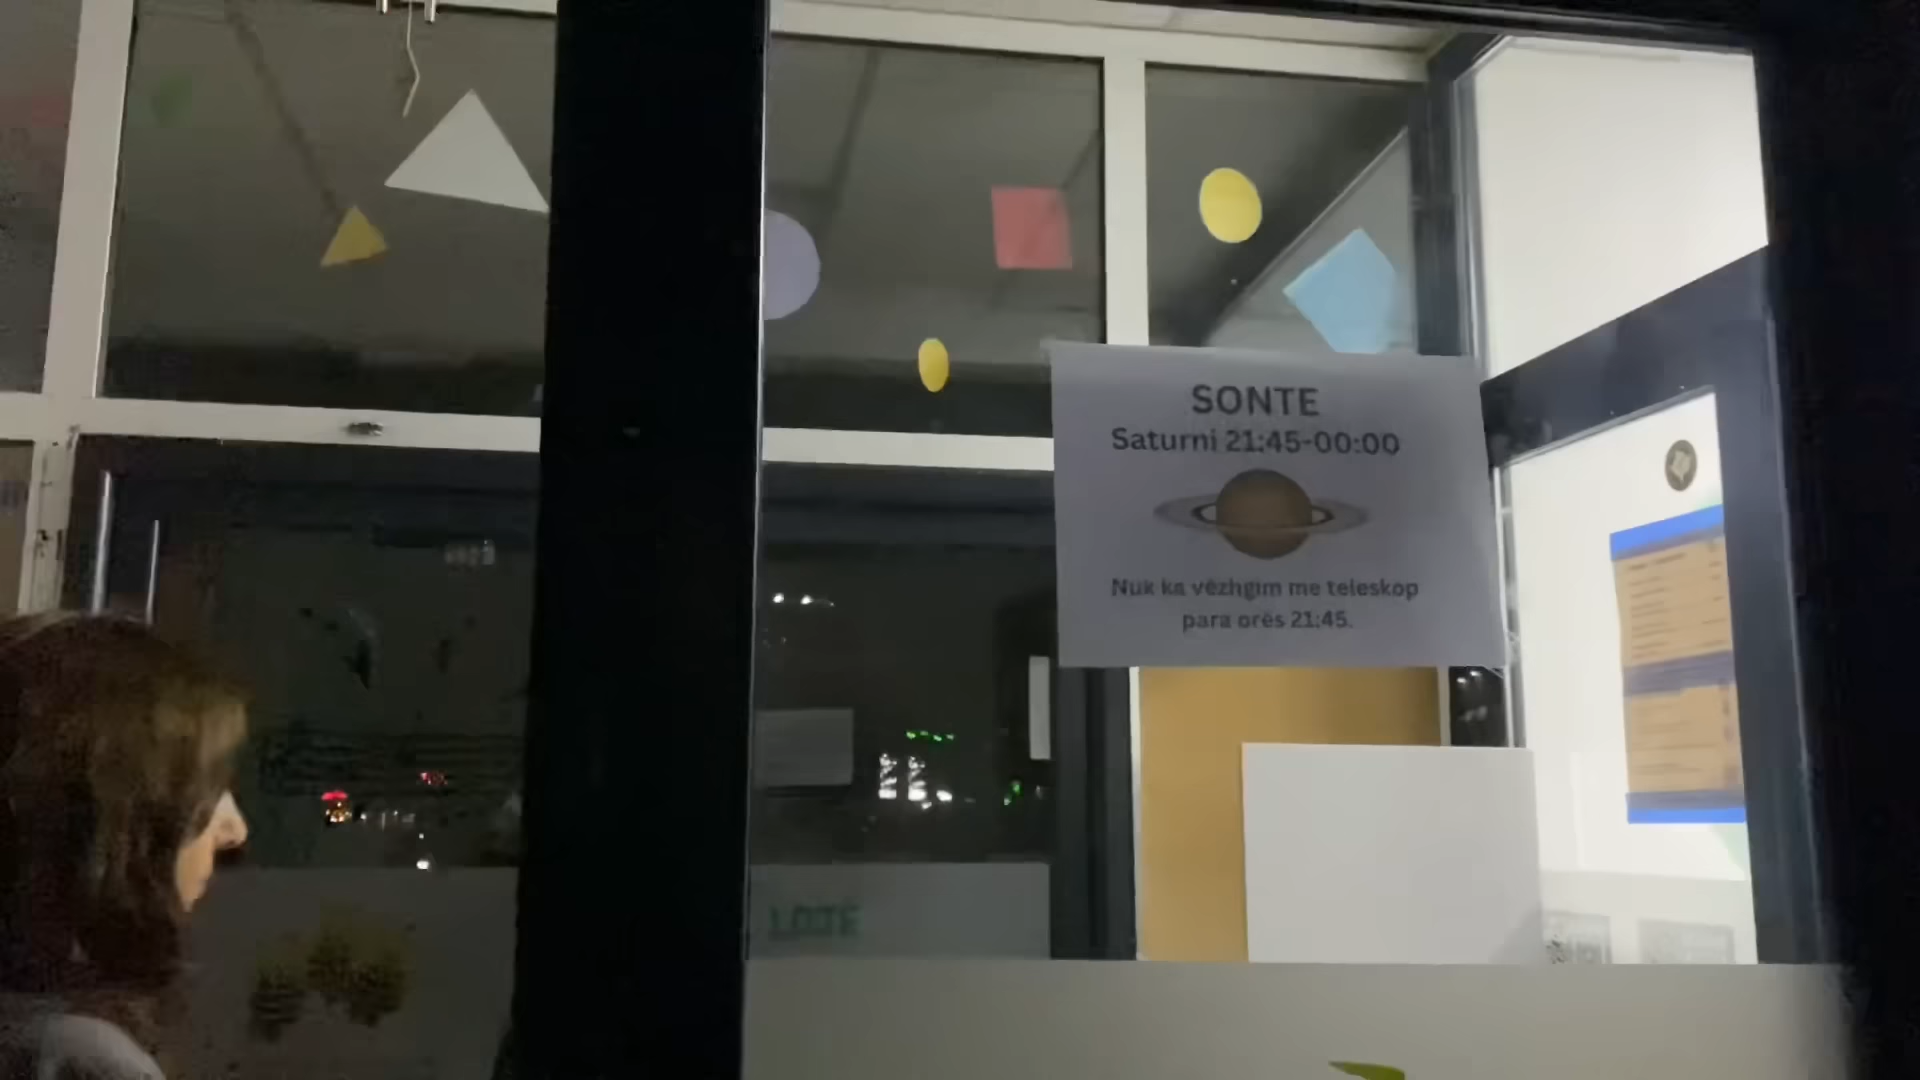 SONTE
Saturni 21:45-00:00
Nuk ka vëzhgim me teleskop
para orës 21:45.